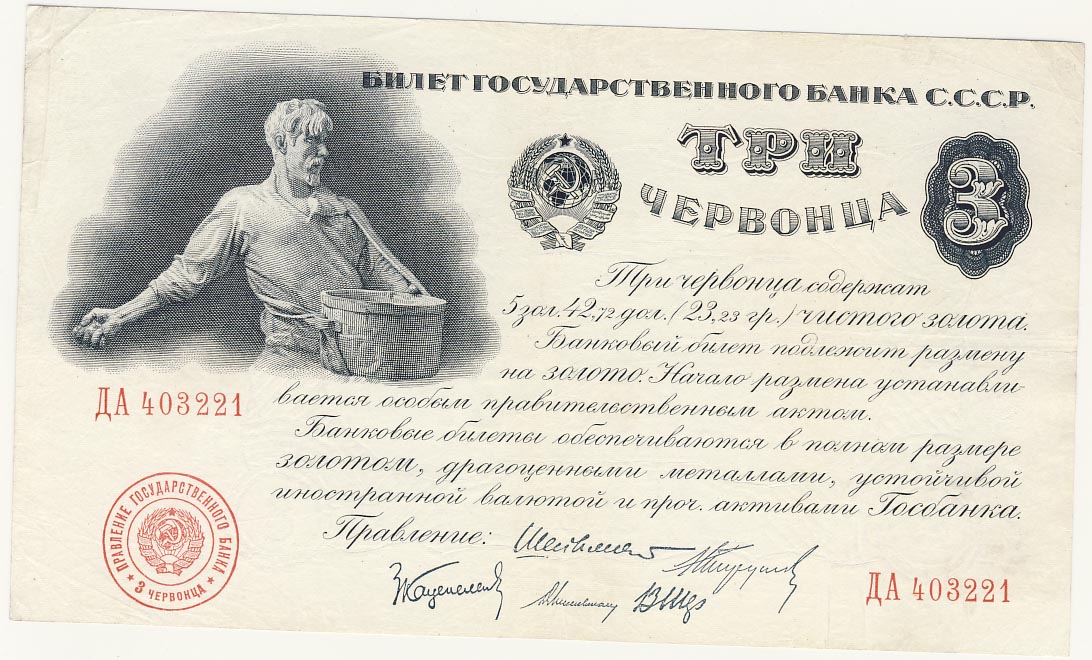 БИЛЕТ ГОСУДАРСТВЕННОГО БАНКА С.С.С.Р.
ТРИ
ЧЕРВОНЦА
3
Три червонца содержат
5 зол. 42,72 дол. (23,23 гр.) чистого золота.
Банковый билет подлежит размену
на золото. Начало размена устанавли-
вается особым правительственным актом.
Банковые билеты обеспечиваются в полном размере
золотом, драгоценными металлами, устойчивой
иностранной валютой и проч. активами Госбанка.
Правление:
ДА 403221
ПРАВЛЕНИЕ ГОСУДАРСТВЕННОГО БАНКА
3 ЧЕРВОНЦА
ДА 403221